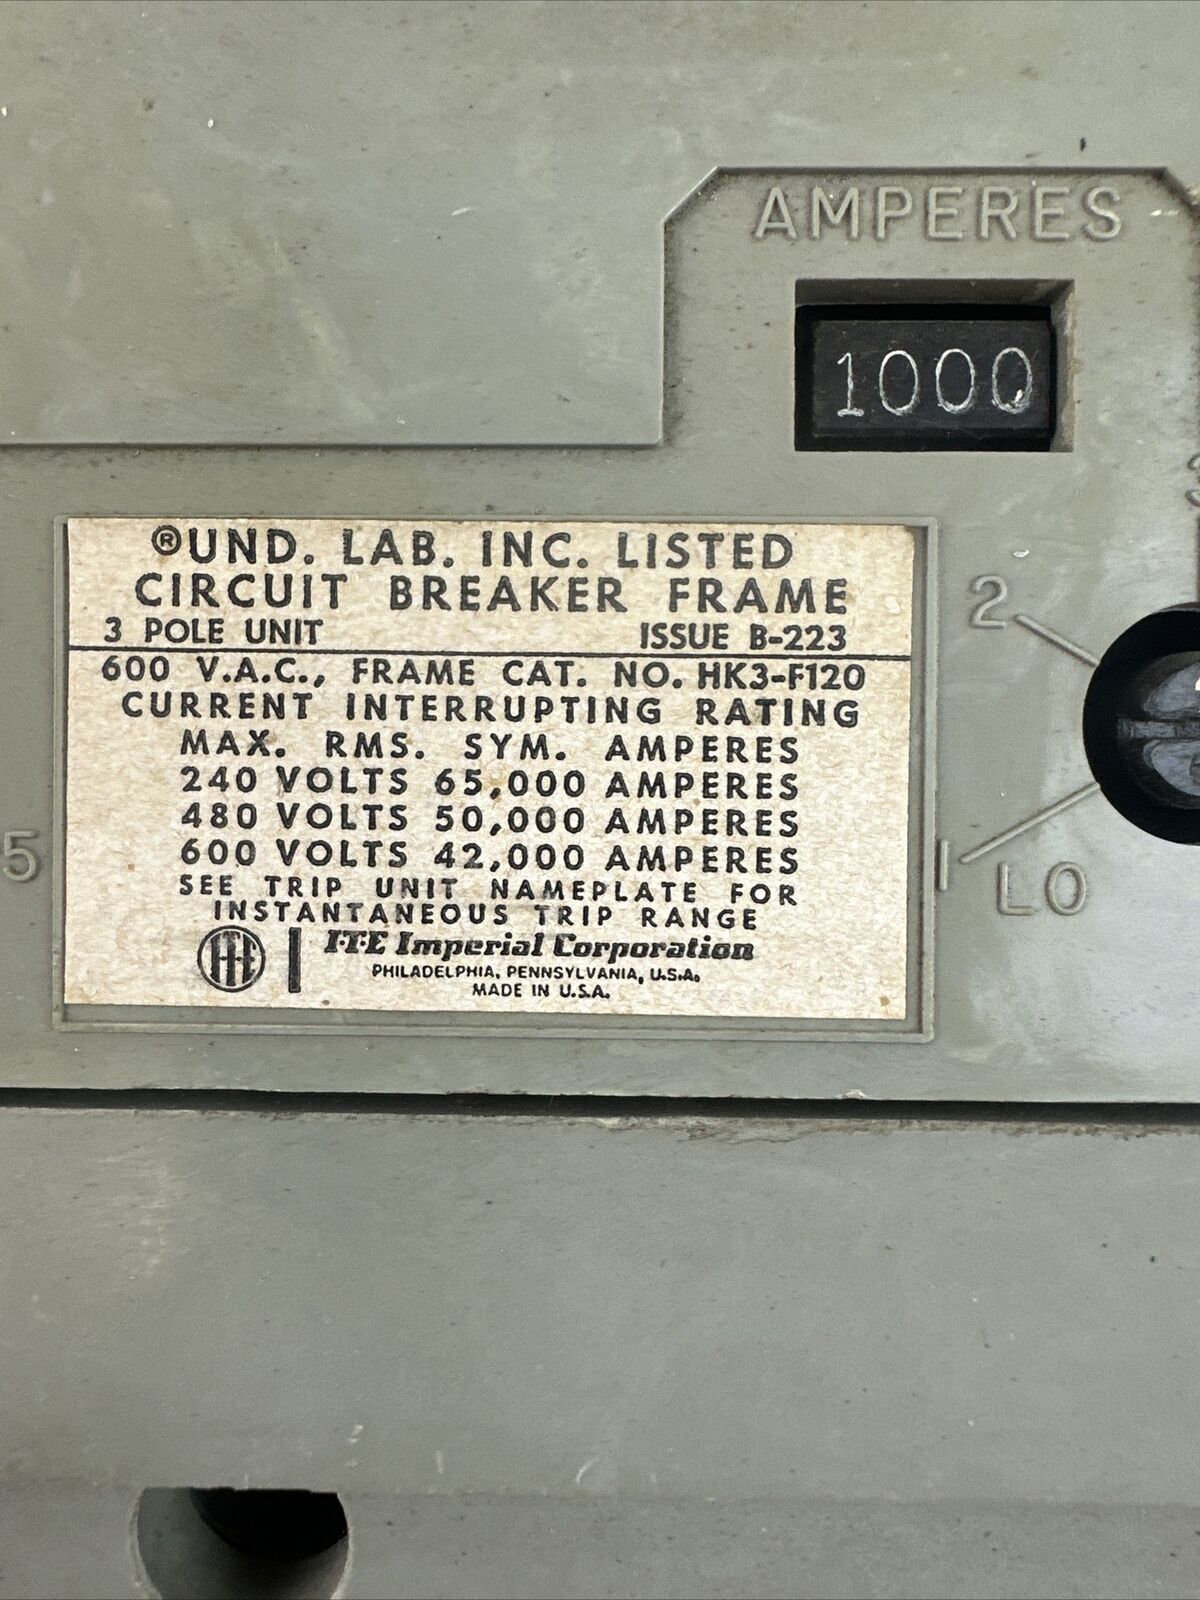 AMPERES
1000
®UND. LAB. INC. LISTED
CIRCUIT BREAKER FRAME
3 POLE UNIT ISSUE B-223
600 V.A.C., FRAME CAT. NO. HK3-F120
CURRENT INTERRUPTING RATING
MAX. RMS. SYM. AMPERES
240 VOLTS 65,000 AMPERES
480 VOLTS 50,000 AMPERES
600 VOLTS 42,000 AMPERES
SEE TRIP UNIT NAMEPLATE FOR
INSTANTANEOUS TRIP RANGE
I-T-E I-T-E Imperial Corporation
PHILADELPHIA, PENNSYLVANIA, U.S.A.
MADE IN U.S.A.
2
1
LO
5